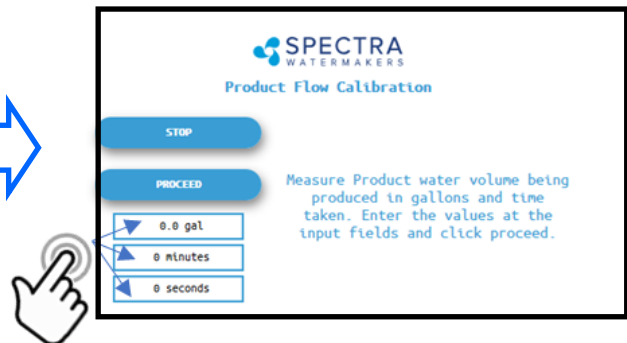 SPECTRA
WATERMAKERS
Product Flow Calibration
STOP
PROCEED
0.0 gal
0 minutes
0 seconds
Measure Product water volume being
produced in gallons and time
taken. Enter the values at the
input fields and click proceed.